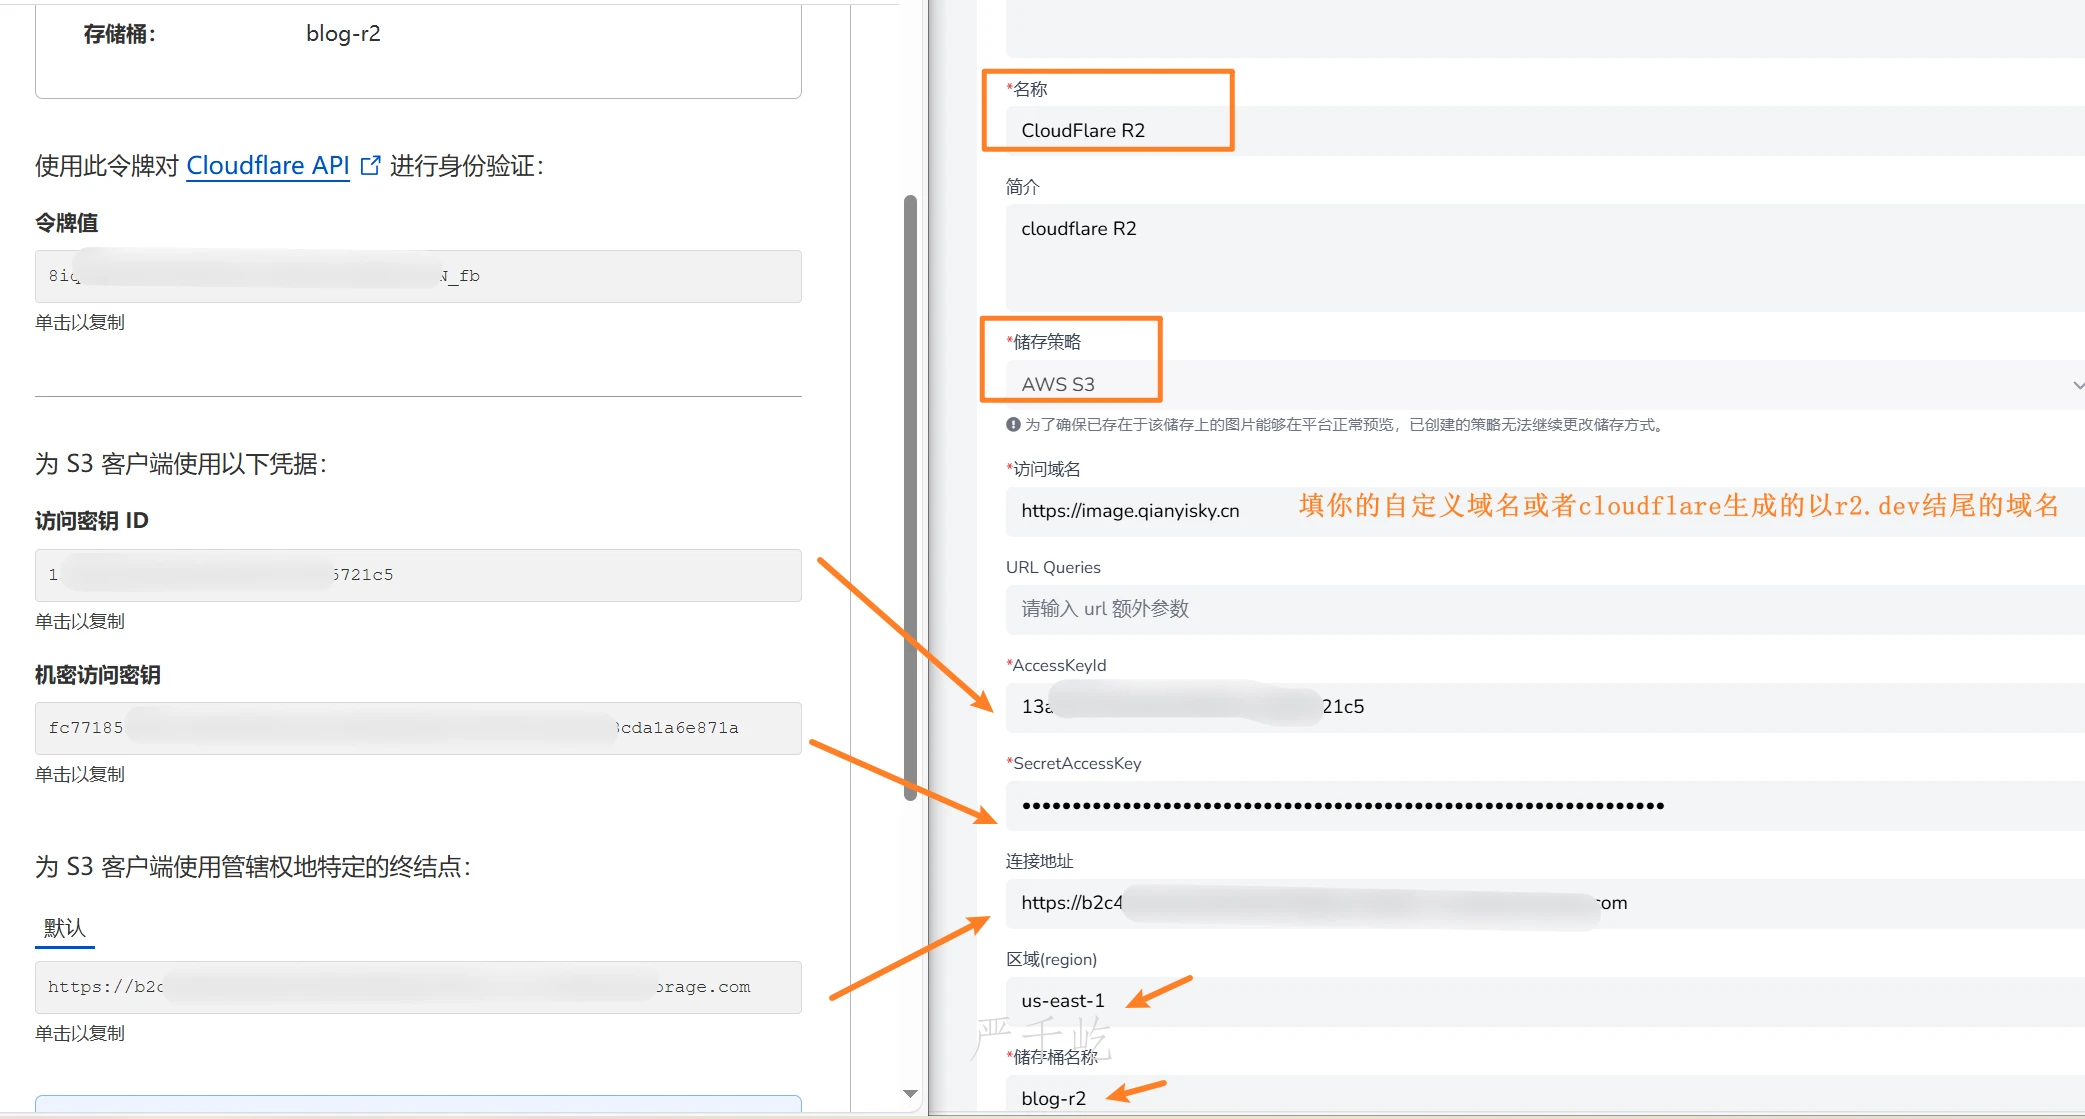 存储桶：
blog-r2
使用此令牌对 Cloudflare API 进行身份验证：
令牌值
8iq N_fb
单击以复制
为 S3 客户端使用以下凭据：
访问密钥 ID
1 5721c5
单击以复制
机密访问密钥
fc77185 cda1a6e871a
单击以复制
为 S3 客户端使用管辖权地特定的终结点：
默认
https://b2c orage.com
单击以复制
*名称
CloudFlare R2
简介
cloudflare R2
*储存策略
AWS S3
为了确保已存在于该储存上的图片能够在平台正常预览，已创建的策略无法继续更改储存方式。
*访问域名
https://image.qianyisky.cn
填你的自定义域名或者cloudflare生成的以r2.dev结尾的域名
URL Queries
请输入 url 额外参数
*AccessKeyId
13a 21c5
*SecretAccessKey
连接地址
https://b2c4 com
区域(region)
us-east-1
严千屹
*储存桶名称
blog-r2